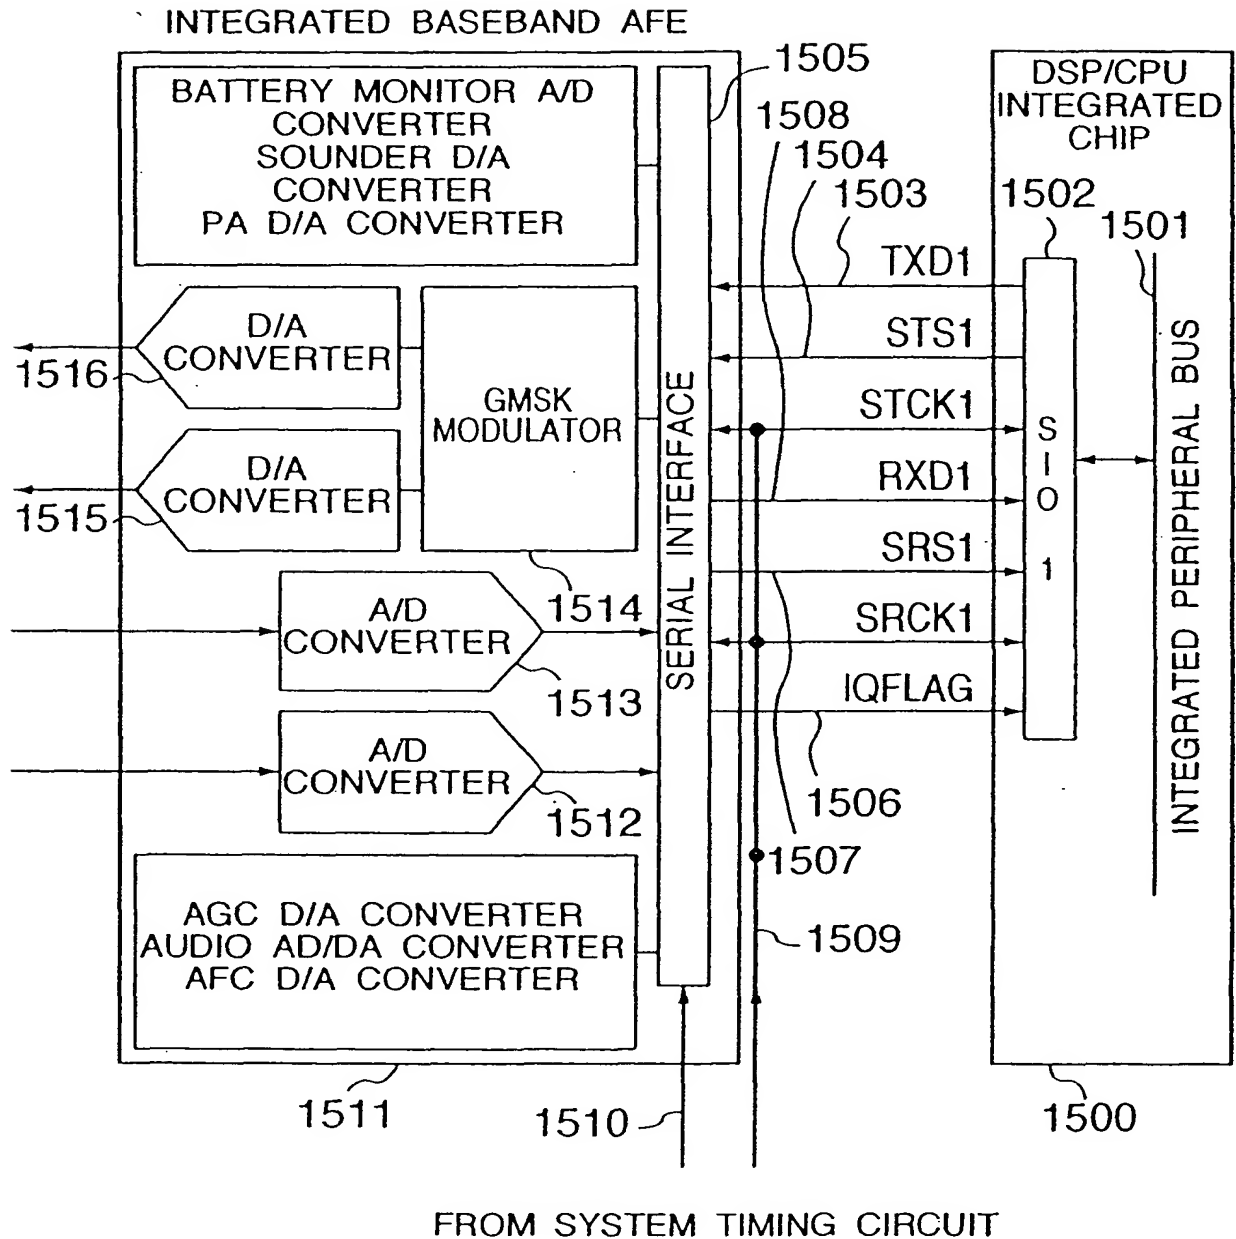 INTEGRATED BASEBAND AFE
BATTERY MONITOR A/D
CONVERTER
SOUNDER D/A
CONVERTER
PA D/A CONVERTER
1505
1508
1504
1503
DSP/CPU
INTEGRATED
CHIP
1502
1501
TXD1
STS1
STCK1
RXD1
SRS1
SRCK1
IQFLAG
SIO 1
INTEGRATED PERIPHERAL BUS
SERIAL INTERFACE
D/A
CONVERTER
1516
GMSK
MODULATOR
D/A
CONVERTER
1515
1514
A/D
CONVERTER
1513
A/D
CONVERTER
1512
1506
1507
1509
AGC D/A CONVERTER
AUDIO AD/DA CONVERTER
AFC D/A CONVERTER
1511
1510
1500
FROM SYSTEM TIMING CIRCUIT